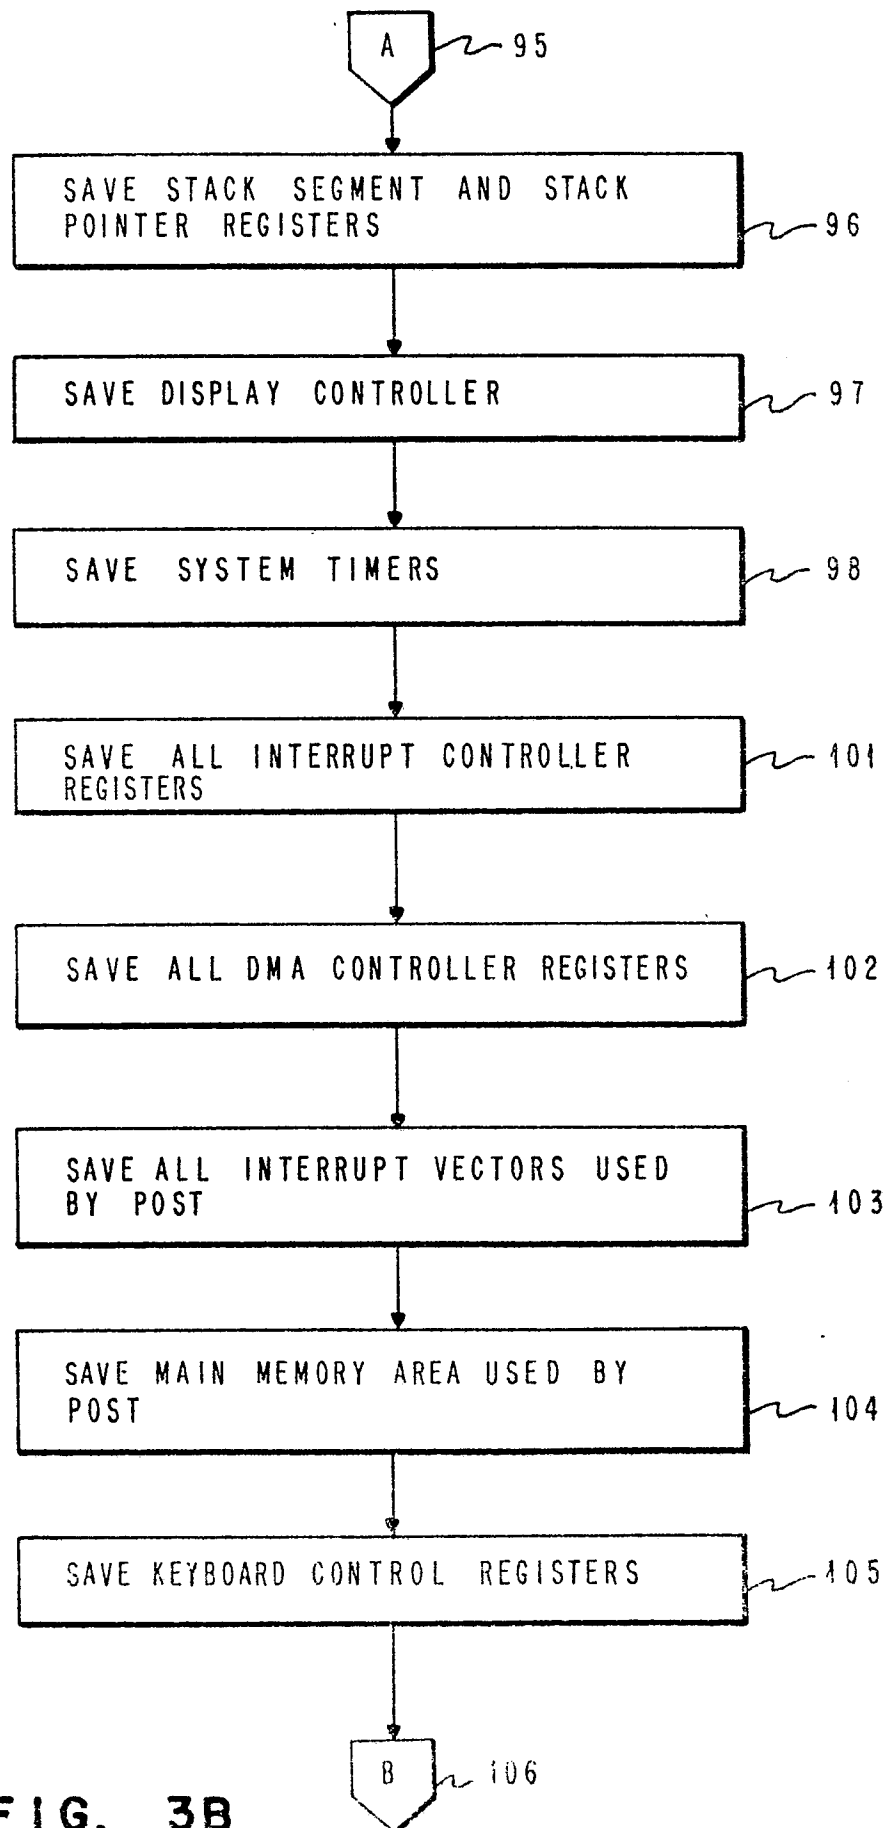 A
95
SAVE STACK SEGMENT AND STACK
POINTER REGISTERS
96
SAVE DISPLAY CONTROLLER
97
SAVE SYSTEM TIMERS
98
SAVE ALL INTERRUPT CONTROLLER
REGISTERS
101
SAVE ALL DMA CONTROLLER REGISTERS
102
SAVE ALL INTERRUPT VECTORS USED
BY POST
103
SAVE MAIN MEMORY AREA USED BY
POST
104
SAVE KEYBOARD CONTROL REGISTERS
105
B
106
FIG. 3B